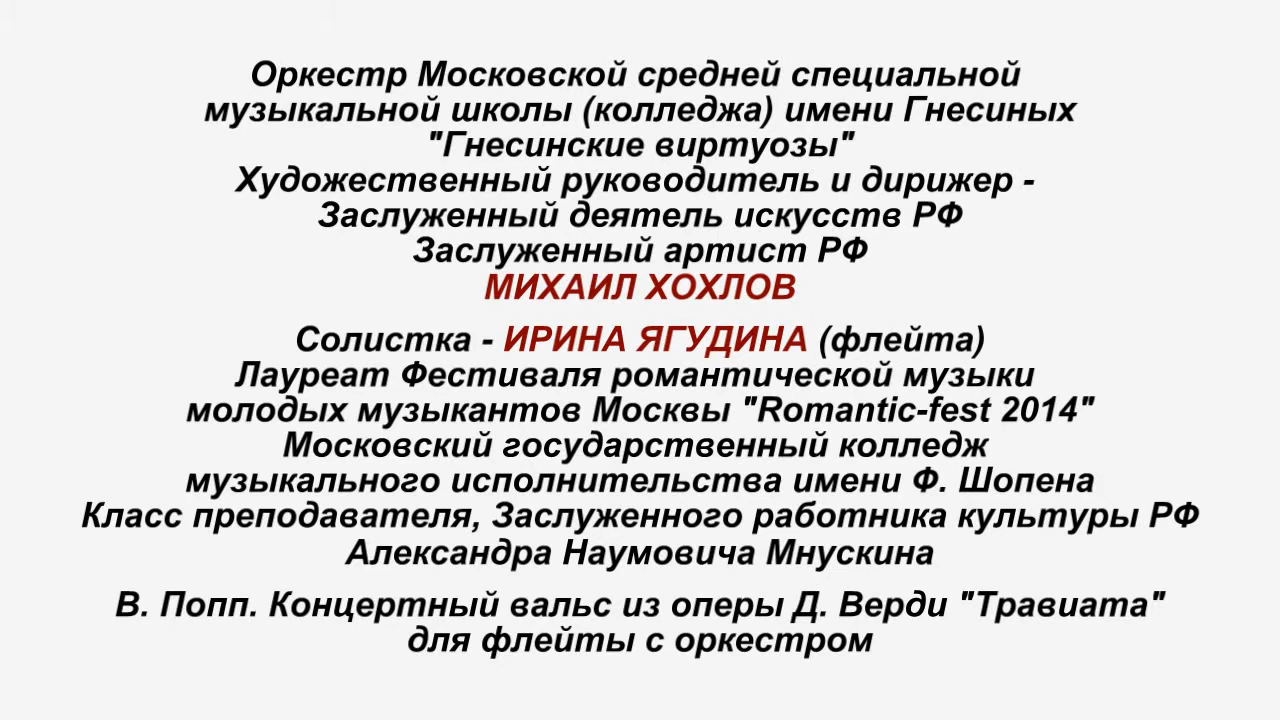 Оркестр Московской средней специальной
музыкальной школы (колледжа) имени Гнесиных
"Гнесинские виртуозы"
Художественный руководитель и дирижер -
Заслуженный деятель искусств РФ
Заслуженный артист РФ
МИХАИЛ ХОХЛОВ
Солистка - ИРИНА ЯГУДИНА (флейта)
Лауреат Фестиваля романтической музыки
молодых музыкантов Москвы "Romantic-fest 2014"
Московский государственный колледж
музыкального исполнительства имени Ф. Шопена
Класс преподавателя, Заслуженного работника культуры РФ
Александра Наумовича Мнускина
В. Попп. Концертный вальс из оперы Д. Верди "Травиата"
для флейты с оркестром